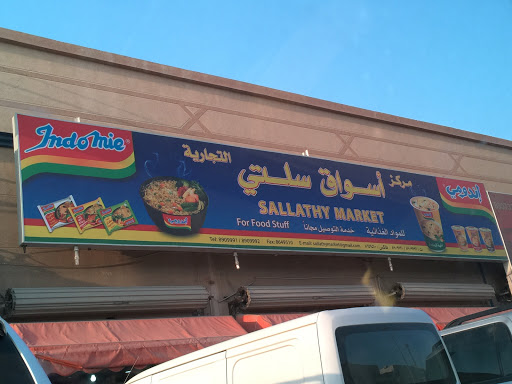 Indomie
مركز أسواق سلتي التجارية
إندومي
SALLATHY MARKET
For Food Stuff
للمواد الغذائية خدمة التوصيل مجانا